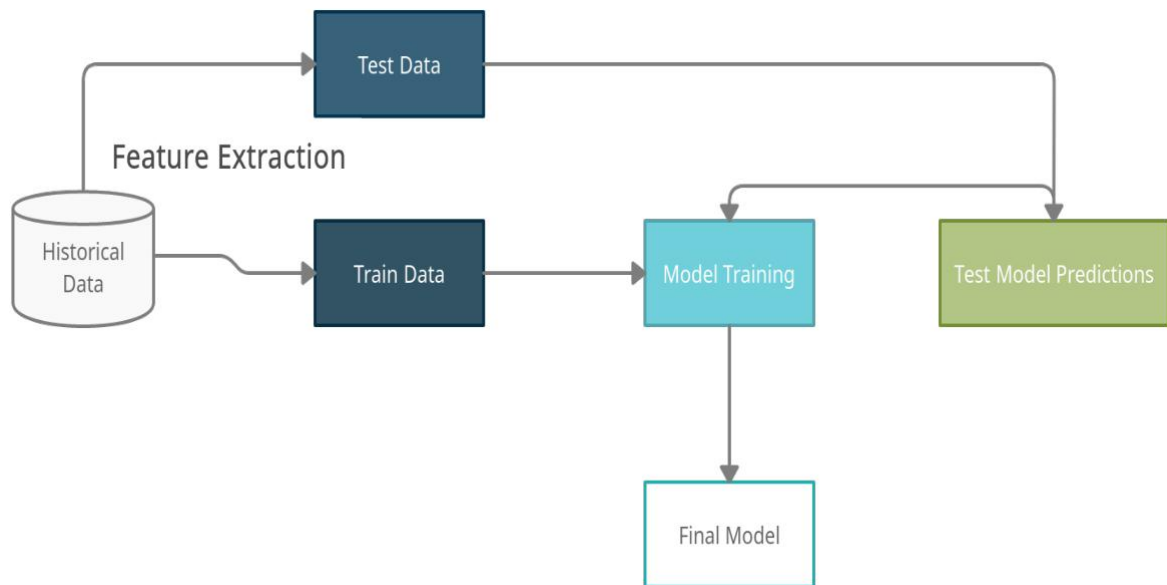 Test Data
Feature Extraction
Historical
Data
Train Data
Model Training
Test Model Predictions
Final Model